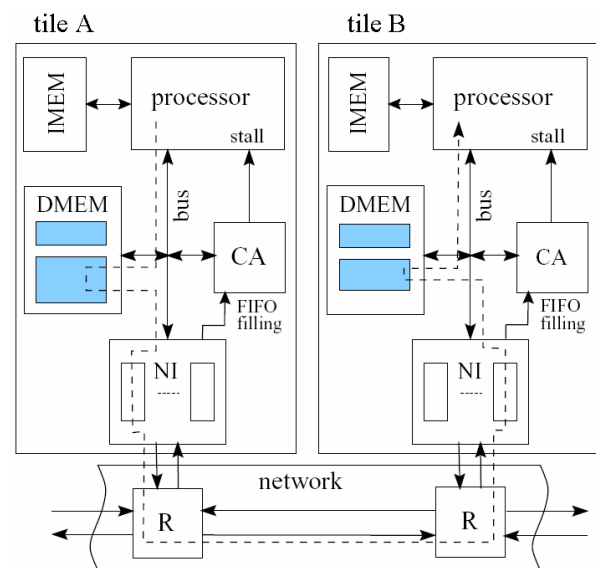 tile A
tile B
IMEM
processor
stall
IMEM
processor
stall
DMEM
bus
CA
DMEM
bus
CA
FIFO
filling
FIFO
filling
NI
NI
network
R
R